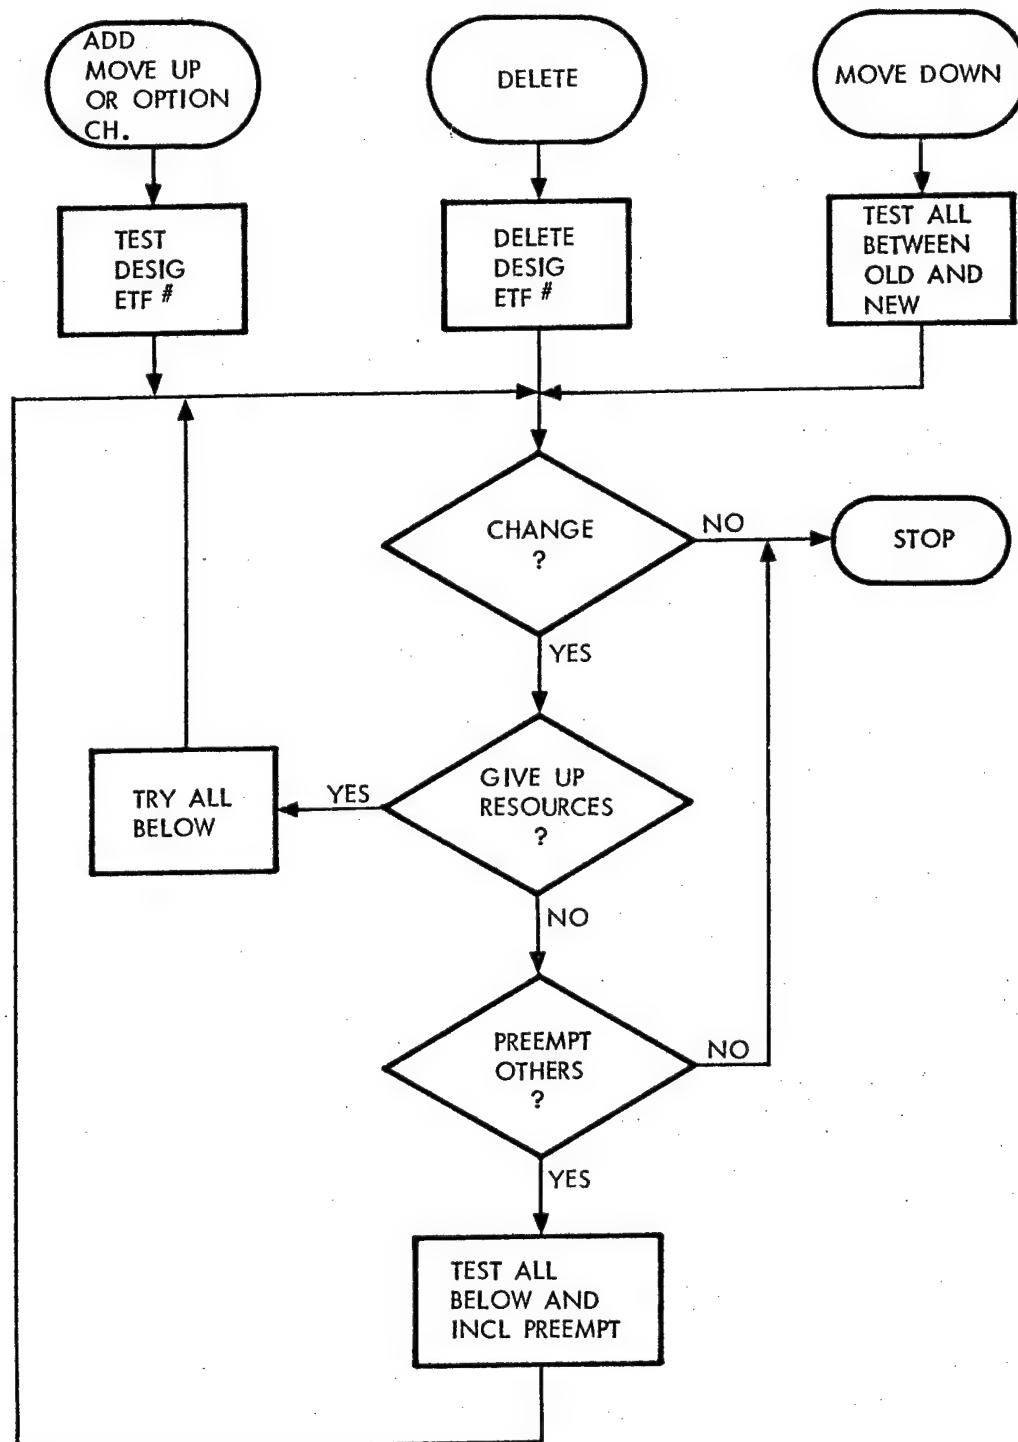 ADD
MOVE UP
OR OPTION
CH.
DELETE
MOVE DOWN
TEST
DESIG
ETF #
DELETE
DESIG
ETF #
TEST ALL
BETWEEN
OLD AND
NEW
CHANGE
?
NO
STOP
YES
GIVE UP
RESOURCES
?
YES
TRY ALL
BELOW
NO
PREEMPT
OTHERS
?
NO
YES
TEST ALL
BELOW AND
INCL PREEMPT